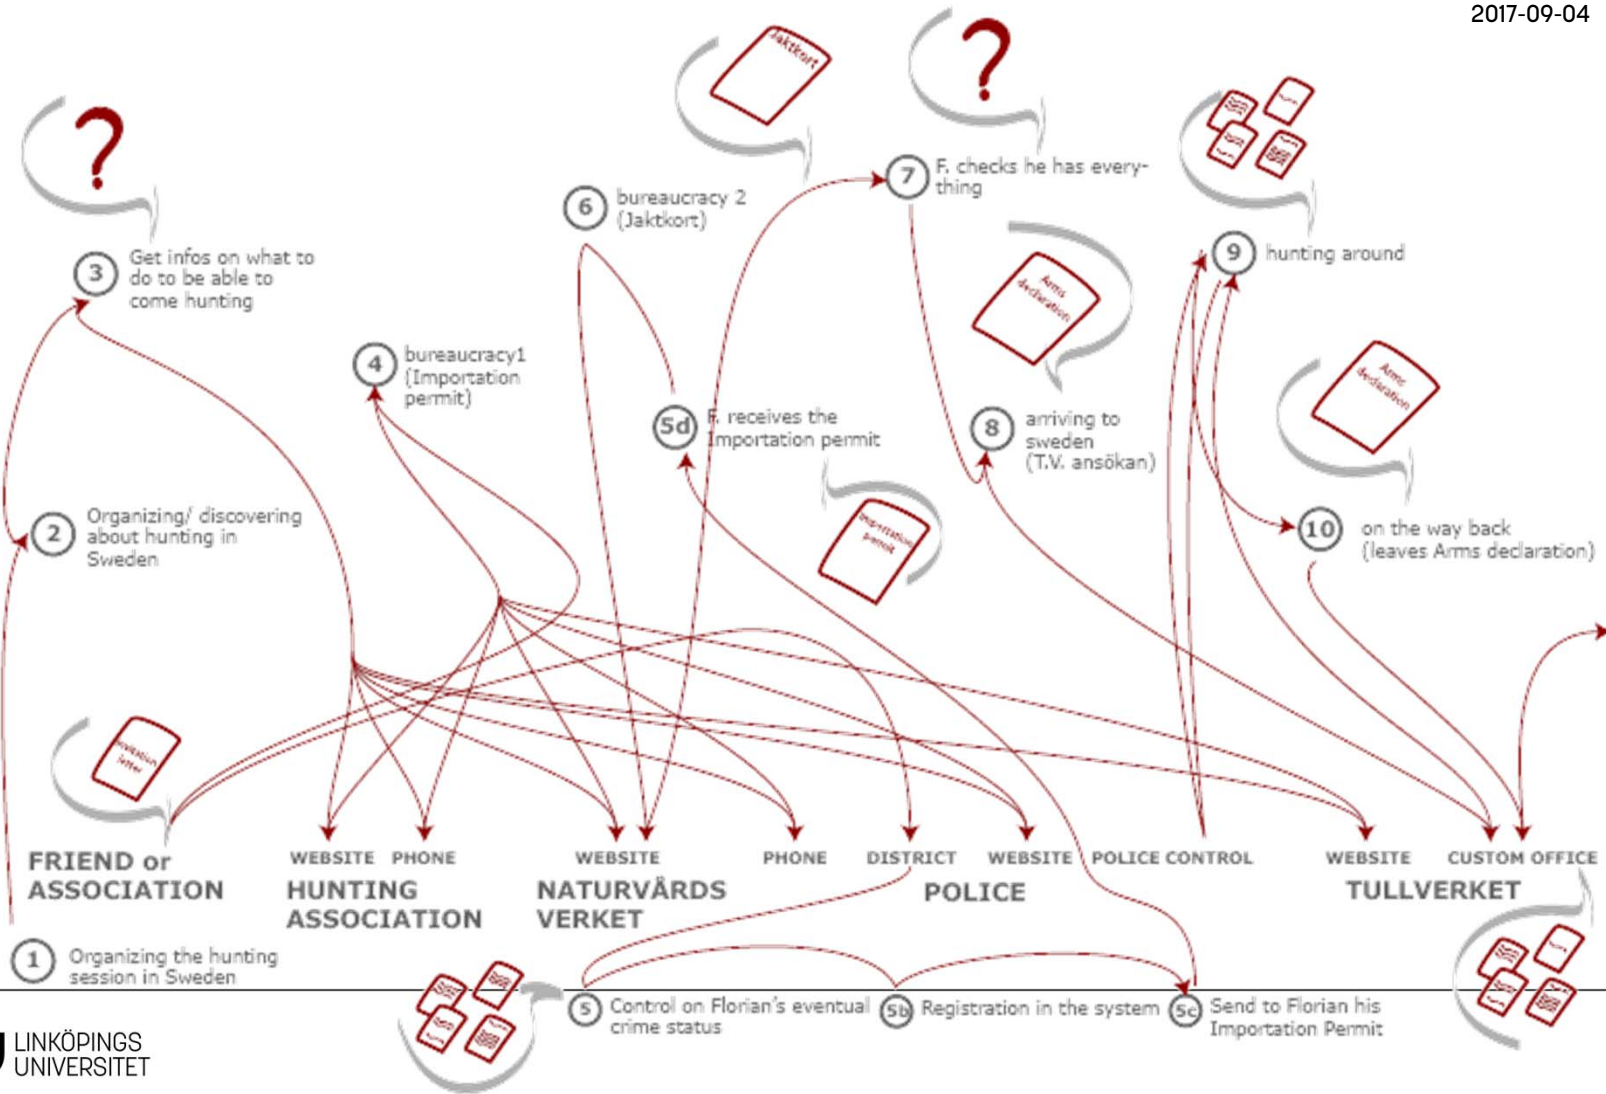 2017-09-04
Jaktkort
7
F. checks he has every-
thing
6
bureaucracy 2
(Jaktkort)
3
Get infos on what to
do to be able to
come hunting
9
hunting around
Arms
declaration
4
bureaucracy1
(Importation
permit)
Arms
declaration
5d
F. receives the
Importation permit
8
arriving to
sweden
(T.V. ansökan)
2
Organizing/ discovering
about hunting in
Sweden
Importation
permit
10
on the way back
(leaves Arms declaration)
invitation
letter
FRIEND or
ASSOCIATION
WEBSITE PHONE
HUNTING
ASSOCIATION
WEBSITE
PHONE
NATURVÅRDS
VERKET
DISTRICT
WEBSITE
POLICE CONTROL
POLICE
WEBSITE
CUSTOM OFFICE
TULLVERKET
1
Organizing the hunting
session in Sweden
5
Control on Florian's eventual
crime status
5b
Registration in the system
5c
Send to Florian his
Importation Permit
LINKÖPINGS
UNIVERSITET